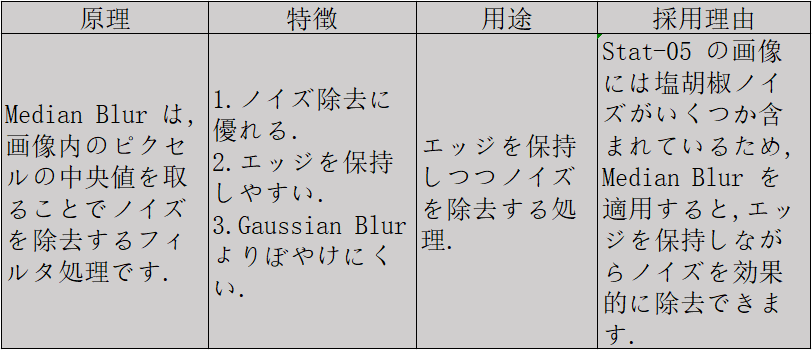 原理
特徴
用途
採用理由
Median Blur は,
画像内のピクセ
ルの中央値を取
ることでノイズ
を除去するフィ
ルタ処理です.
1.ノイズ除去に
優れる.
2.エッジを保持
しやすい.
3.Gaussian Blur
よりぼやけにく
い.
エッジを保持
しつつノイズ
を除去する処
理.
Stat-05 の画像
には塩胡椒ノイ
ズがいくつか含
まれているため,
Median Blur を
適用すると,エッ
ジを保持しなが
らノイズを効果
的に除去できま
す.